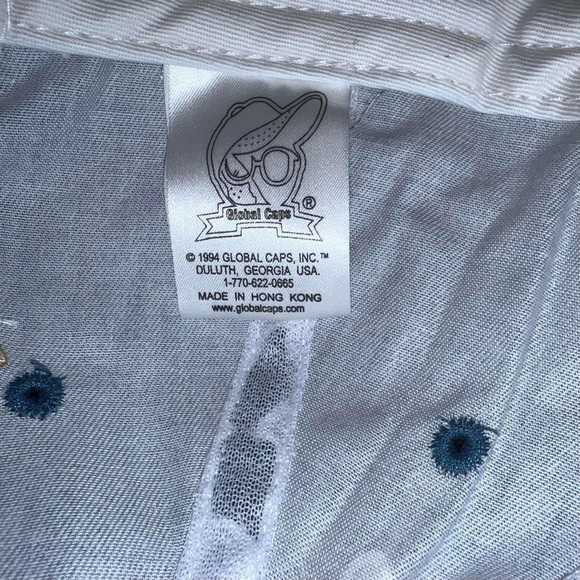 Global Caps
®
© 1994 GLOBAL CAPS, INC.™
DULUTH, GEORGIA USA.
1-770-622-0665
MADE IN HONG KONG
www.globalcaps.com